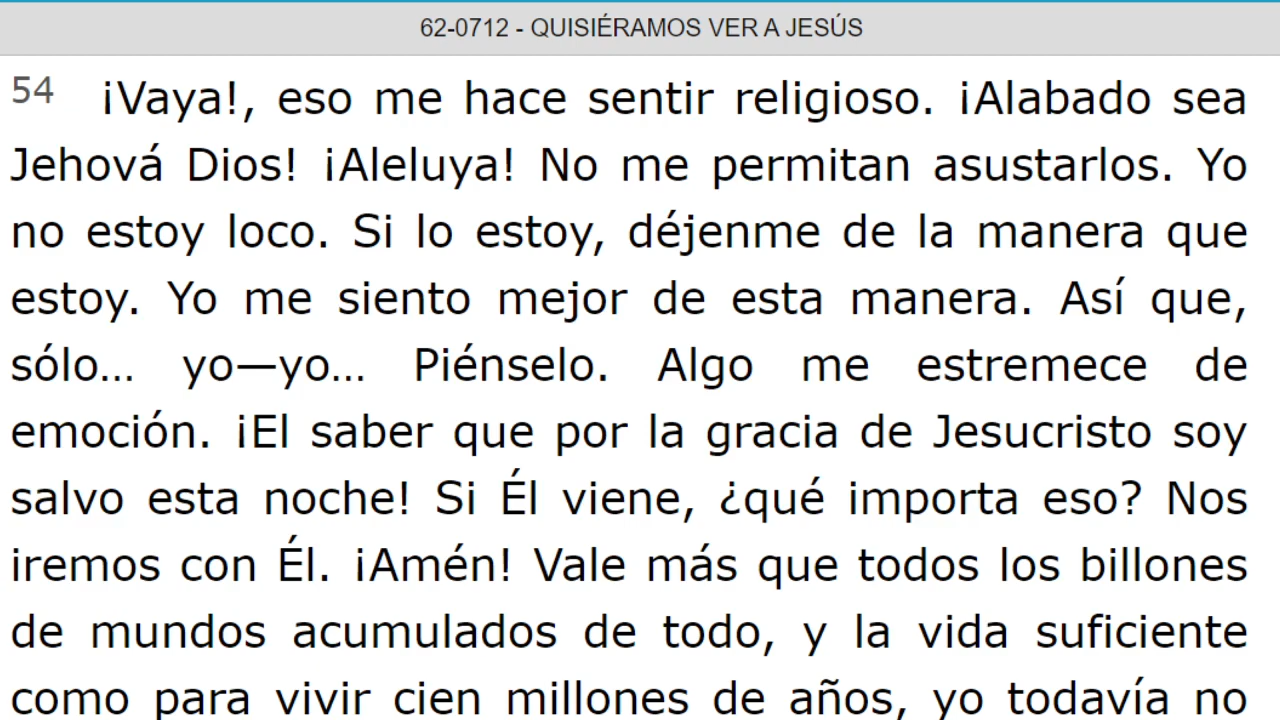 62-0712 - QUISIÉRAMOS VER A JESÚS
54 ¡Vaya!, eso me hace sentir religioso. ¡Alabado sea
Jehová Dios! ¡Aleluya! No me permitan asustarlos. Yo
no estoy loco. Si lo estoy, déjenme de la manera que
estoy. Yo me siento mejor de esta manera. Así que,
sólo… yo—yo… Piénselo. Algo me estremece de
emoción. ¡El saber que por la gracia de Jesucristo soy
salvo esta noche! Si Él viene, ¿qué importa eso? Nos
iremos con Él. ¡Amén! Vale más que todos los billones
de mundos acumulados de todo, y la vida suficiente
como para vivir cien millones de años, yo todavía no